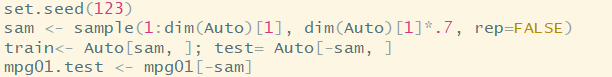 set.seed(123)
sam <- sample(1:dim(Auto)[1], dim(Auto)[1]*.7, rep=FALSE)
train<- Auto[sam, ]; test= Auto[-sam, ]
mpg01.test <- mpg01[-sam]